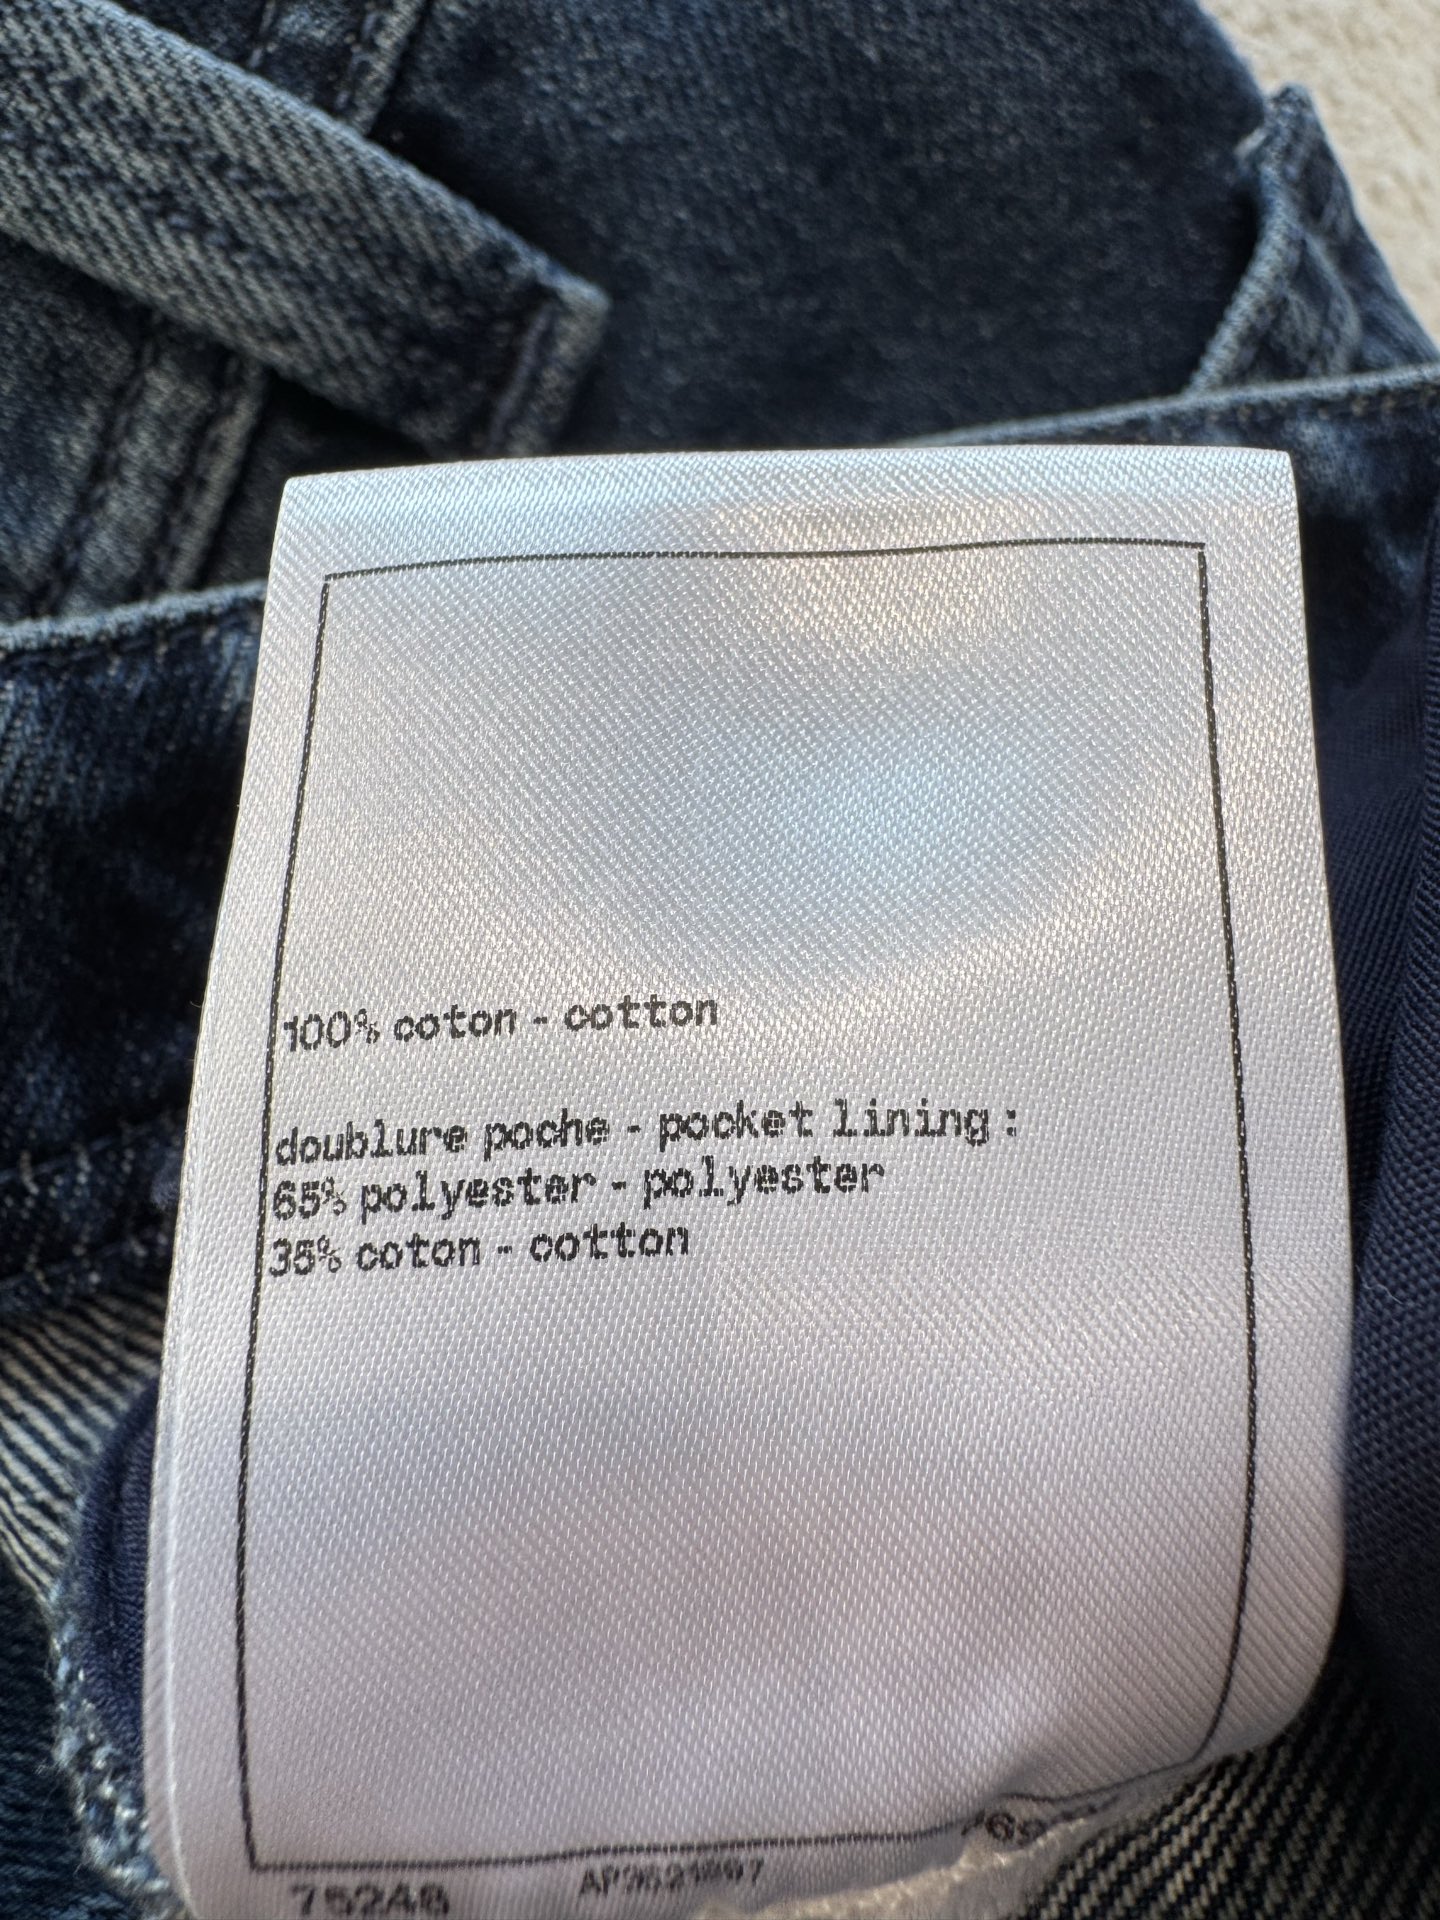 100% coton - cotton
doublure poche - pocket lining :
65% polyester - polyester
35% coton - cotton